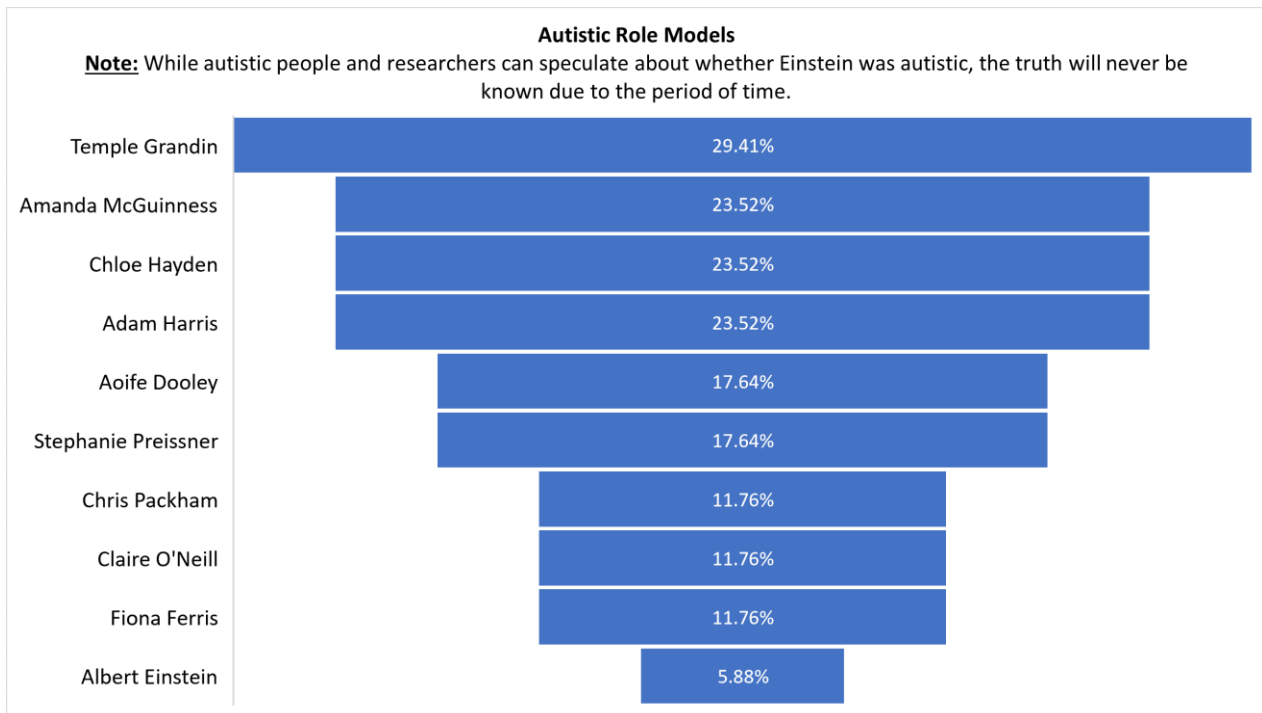 Autistic Role Models
Note: While autistic people and researchers can speculate about whether Einstein was autistic, the truth will never be
known due to the period of time.
Temple Grandin 29.41%
Amanda McGuinness 23.52%
Chloe Hayden 23.52%
Adam Harris 23.52%
Aoife Dooley 17.64%
Stephanie Preissner 17.64%
Chris Packham 11.76%
Claire O'Neill 11.76%
Fiona Ferris 11.76%
Albert Einstein 5.88%